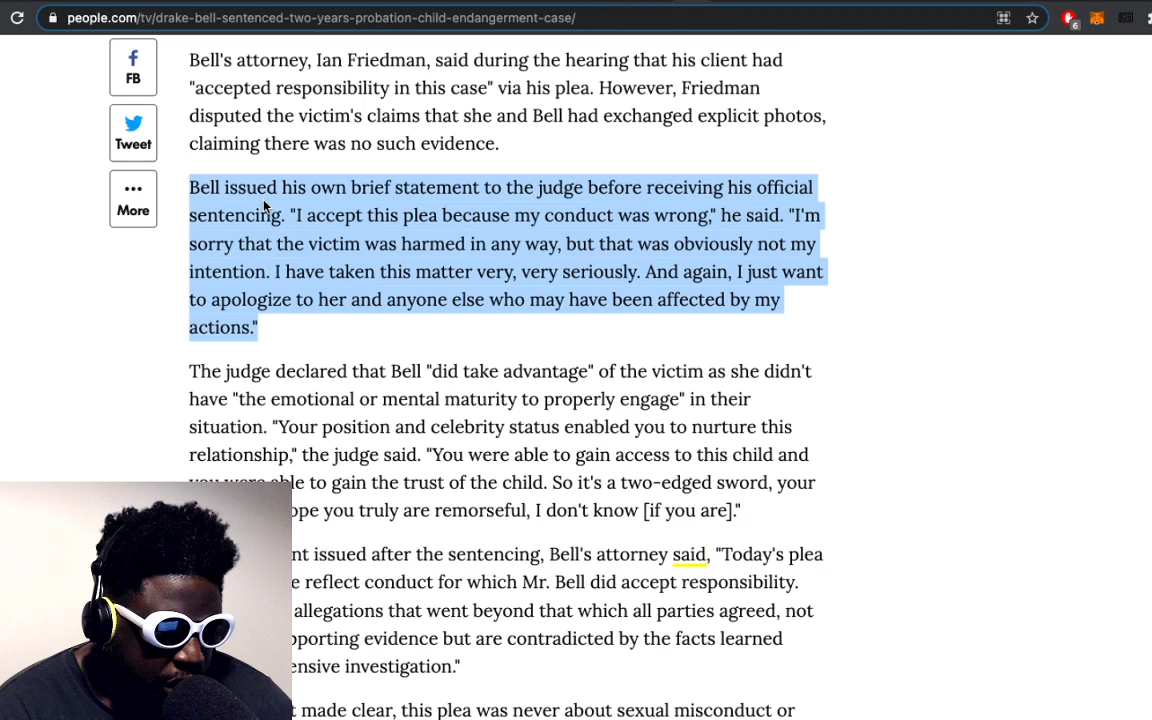 people.com/tv/drake-bell-sentenced-two-years-probation-child-endangerment-case/
6
FB
Tweet
More
Bell's attorney, Ian Friedman, said during the hearing that his client had
"accepted responsibility in this case" via his plea. However, Friedman
disputed the victim's claims that she and Bell had exchanged explicit photos,
claiming there was no such evidence.
Bell issued his own brief statement to the judge before receiving his official
sentencing. "I accept this plea because my conduct was wrong," he said. "I'm
sorry that the victim was harmed in any way, but that was obviously not my
intention. I have taken this matter very, very seriously. And again, I just want
to apologize to her and anyone else who may have been affected by my
actions."
The judge declared that Bell "did take advantage" of the victim as she didn't
have "the emotional or mental maturity to properly engage" in their
situation. "Your position and celebrity status enabled you to nurture this
relationship," the judge said. "You were able to gain access to this child and
you were able to gain the trust of the child. So it's a two-edged sword, your
ope you truly are remorseful, I don't know [if you are]."
nt issued after the sentencing, Bell's attorney said, "Today's plea
e reflect conduct for which Mr. Bell did accept responsibility.
allegations that went beyond that which all parties agreed, not
pporting evidence but are contradicted by the facts learned
ensive investigation."
t made clear, this plea was never about sexual misconduct or